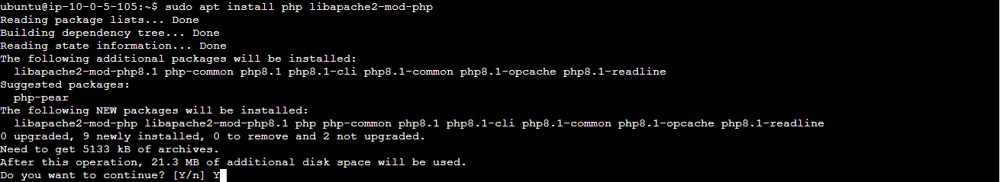 ubuntu@ip-10-0-5-105:~$ sudo apt install php libapache2-mod-php
Reading package lists... Done
Building dependency tree... Done
Reading state information... Done
The following additional packages will be installed:
  libapache2-mod-php8.1 php-common php8.1 php8.1-cli php8.1-common php8.1-opcache php8.1-readline
Suggested packages:
  php-pear
The following NEW packages will be installed:
  libapache2-mod-php libapache2-mod-php8.1 php php-common php8.1 php8.1-cli php8.1-common php8.1-opcache php8.1-readline
0 upgraded, 9 newly installed, 0 to remove and 2 not upgraded.
Need to get 5133 kB of archives.
After this operation, 21.3 MB of additional disk space will be used.
Do you want to continue? [Y/n] Y